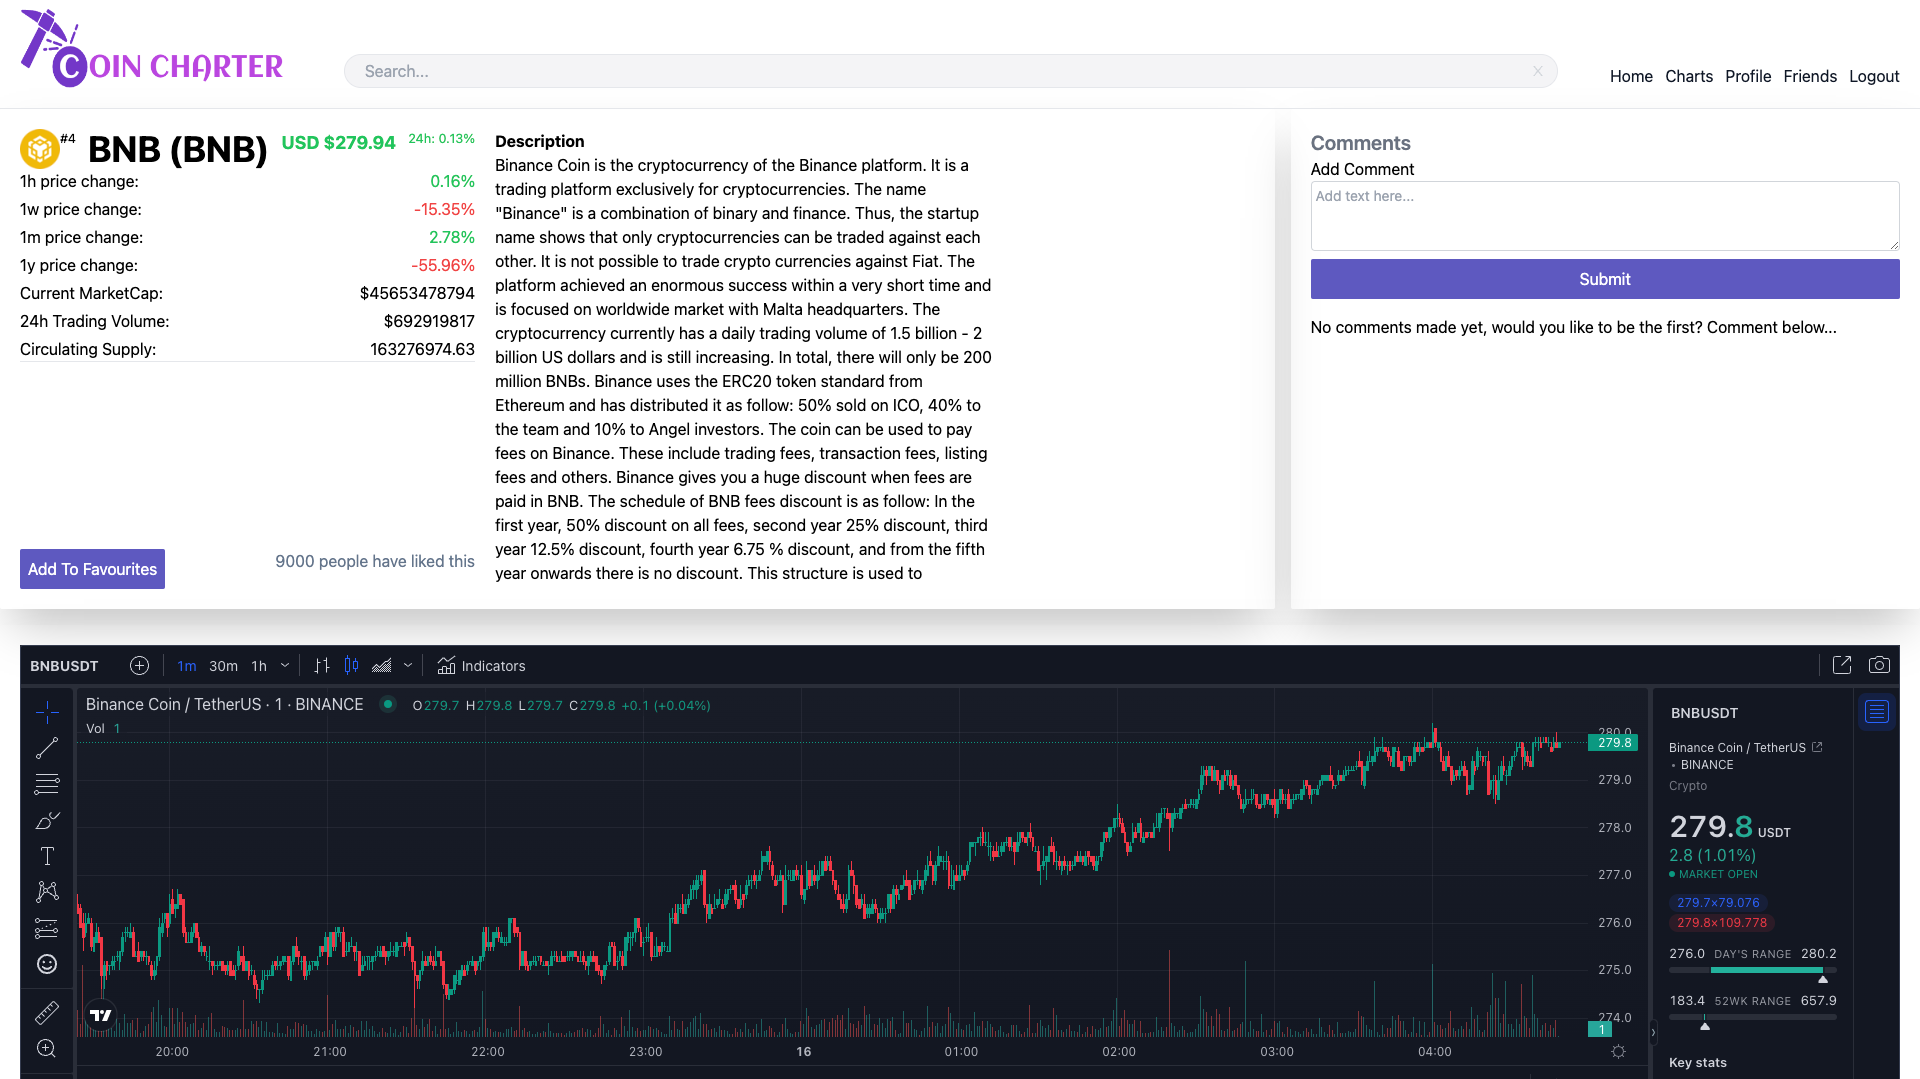 COIN CHARTER
Search...
X
Home Charts Profile Friends Logout
#4 BNB (BNB) USD $279.94 24h: 0.13%
1h price change: 0.16%
1w price change: -15.35%
1m price change: 2.78%
1y price change: -55.96%
Current MarketCap: $45653478794
24h Trading Volume: $692919817
Circulating Supply: 163276974.63
Add To Favourites
9000 people have liked this
Description
Binance Coin is the cryptocurrency of the Binance platform. It is a
trading platform exclusively for cryptocurrencies. The name
"Binance" is a combination of binary and finance. Thus, the startup
name shows that only cryptocurrencies can be traded against each
other. It is not possible to trade crypto currencies against Fiat. The
platform achieved an enormous success within a very short time and
is focused on worldwide market with Malta headquarters. The
cryptocurrency currently has a daily trading volume of 1.5 billion - 2
billion US dollars and is still increasing. In total, there will only be 200
million BNBs. Binance uses the ERC20 token standard from
Ethereum and has distributed it as follow: 50% sold on ICO, 40% to
the team and 10% to Angel investors. The coin can be used to pay
fees on Binance. These include trading fees, transaction fees, listing
fees and others. Binance gives you a huge discount when fees are
paid in BNB. The schedule of BNB fees discount is as follow: In the
first year, 50% discount on all fees, second year 25% discount, third
year 12.5% discount, fourth year 6.75 % discount, and from the fifth
year onwards there is no discount. This structure is used to
Comments
Add Comment
Add text here...
Submit
No comments made yet, would you like to be the first? Comment below...
BNBUSDT 1m 30m 1h Indicators
Binance Coin / TetherUS · 1 · BINANCE O279.7 H279.8 L279.7 C279.8 +0.1 (+0.04%)
Vol 1
280.0
279.8
279.0
278.0
277.0
276.0
275.0
274.0
1
20:00 21:00 22:00 23:00 16 01:00 02:00 03:00 04:00
BNBUSDT
Binance Coin / TetherUS
• BINANCE
Crypto
279.8 USDT
2.8 (1.01%)
MARKET OPEN
279.7×79.076
279.8×109.778
276.0 DAY'S RANGE 280.2
183.4 52WK RANGE 657.9
Key stats